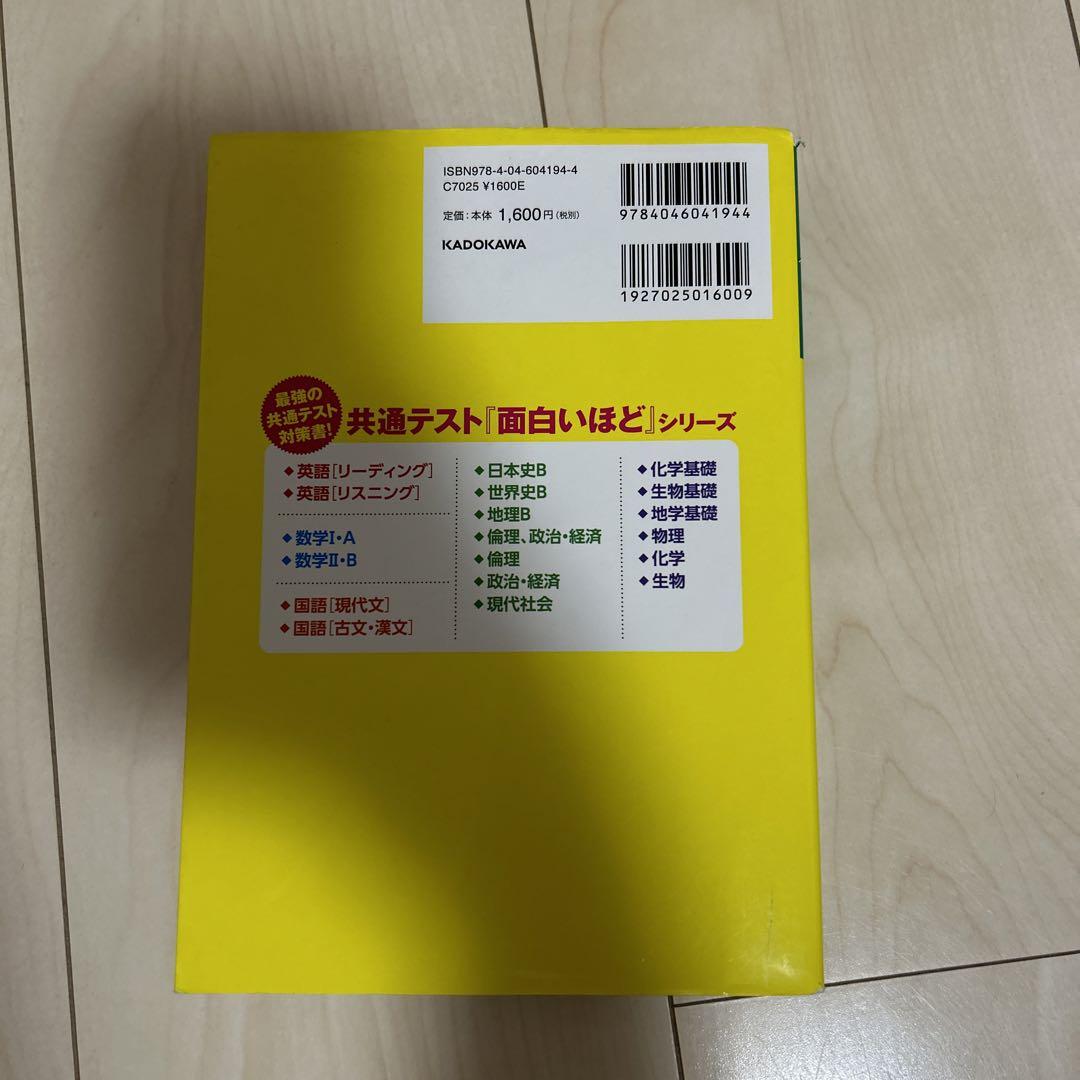 ISBN978-4-04-604194-4
C7025 ¥1600E
定価:本体 1,600円(税別)
KADOKAWA
9784046041944
1927025016009
最強の
共通テスト
対策書!
共通テスト『面白いほど』シリーズ
◆英語[リーディング]
◆英語[リスニング]
◆数学Ⅰ・A
◆数学Ⅱ・B
◆国語[現代文]
◆国語[古文・漢文]
◆日本史B
◆世界史B
◆地理B
◆倫理、政治・経済
◆倫理
◆政治・経済
◆現代社会
◆化学基礎
◆生物基礎
◆地学基礎
◆物理
◆化学
◆生物